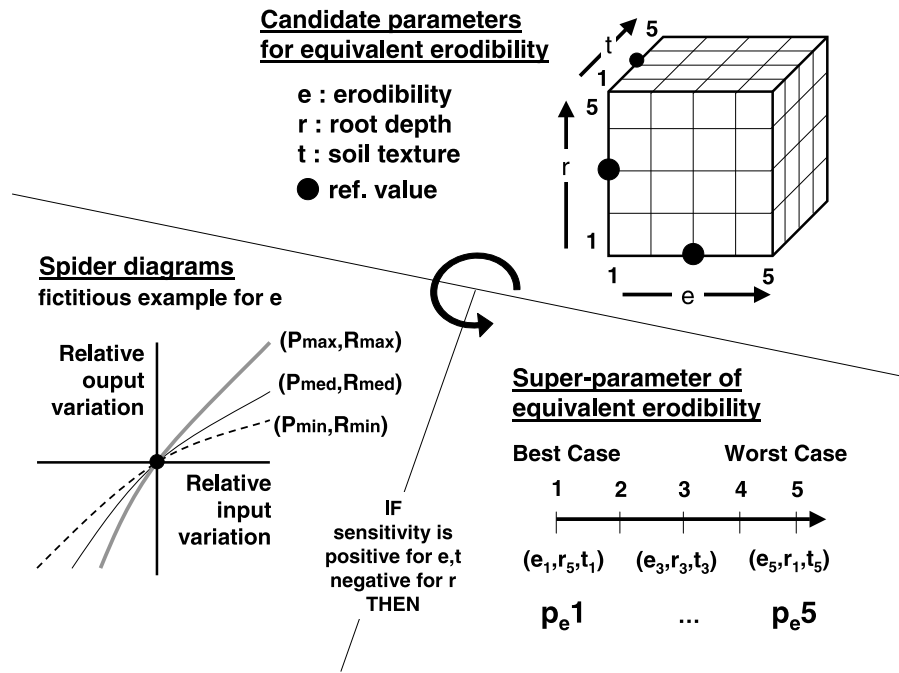 Candidate parameters
for equivalent erodibility
e : erodibility
r : root depth
t : soil texture
ref. value
5
t
1
5
r
1
1
e
5
Spider diagrams
fictitious example for e
Relative
ouput
variation
(Pmax,Rmax)
(Pmed,Rmed)
(Pmin,Rmin)
Relative
input
variation
IF
sensitivity is
positive for e,t
negative for r
THEN
Super-parameter of
equivalent erodibility
Best Case Worst Case
1 2 3 4 5
(e1,r5,t1) (e3,r3,t3) (e5,r1,t5)
pe1 ... pe5